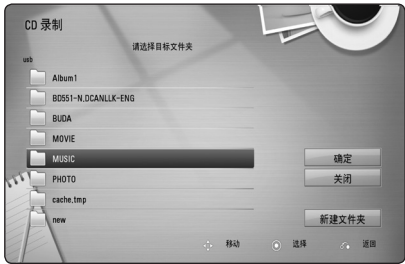 CD 录制
请选择目标文件夹
usb
Album1
BD551-N.DCANLLK-ENG
BUDA
MOVIE
MUSIC
确定
PHOTO
关闭
cache.tmp
new
新建文件夹
移动
选择
返回